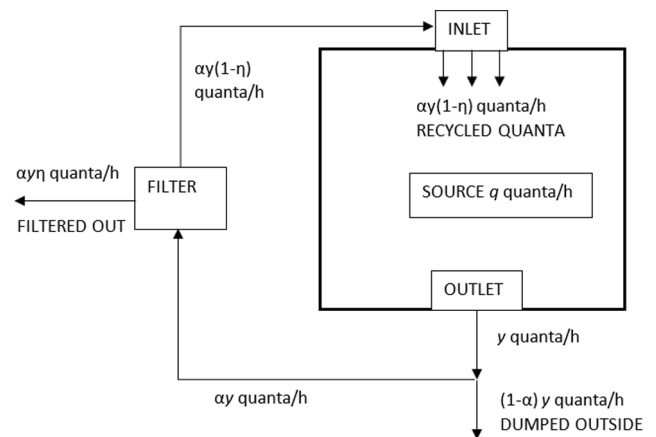 INLET
αy(1-η)
quanta/h
αy(1-η) quanta/h
RECYCLED QUANTA
αyη quanta/h
FILTER
SOURCE q quanta/h
FILTERED OUT
OUTLET
y quanta/h
αy quanta/h
(1-α) y quanta/h
DUMPED OUTSIDE